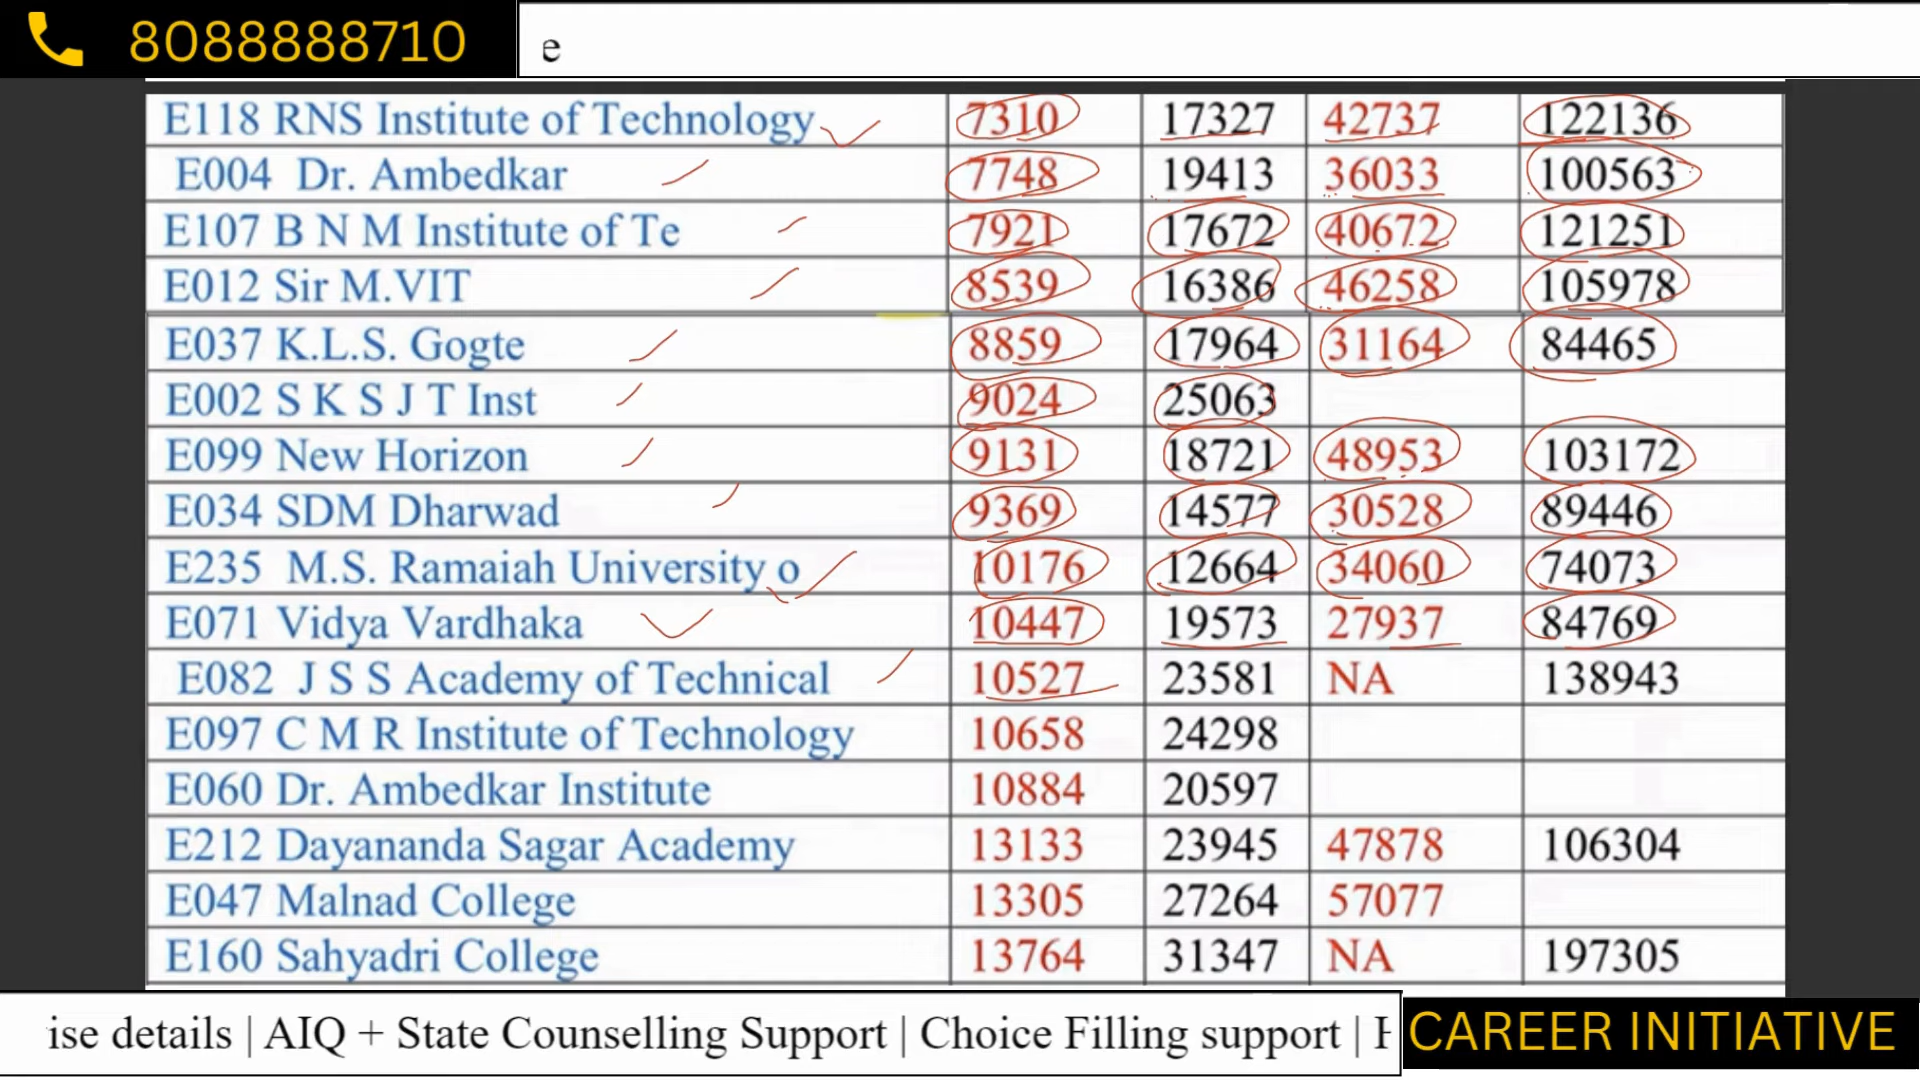 8088888710 e
E118 RNS Institute of Technology 7310 17327 42737 122136
E004 Dr. Ambedkar 7748 19413 36033 100563
E107 B N M Institute of Te 7921 17672 40672 121251
E012 Sir M.VIT 8539 16386 46258 105978
E037 K.L.S. Gogte 8859 17964 31164 84465
E002 S K S J T Inst 9024 25063
E099 New Horizon 9131 18721 48953 103172
E034 SDM Dharwad 9369 14577 30528 89446
E235 M.S. Ramaiah University o 10176 12664 34060 74073
E071 Vidya Vardhaka 10447 19573 27937 84769
E082 J S S Academy of Technical 10527 23581 NA 138943
E097 C M R Institute of Technology 10658 24298
E060 Dr. Ambedkar Institute 10884 20597
E212 Dayananda Sagar Academy 13133 23945 47878 106304
E047 Malnad College 13305 27264 57077
E160 Sahyadri College 13764 31347 NA 197305
ise details | AIQ + State Counselling Support | Choice Filling support | CAREER INITIATIVE